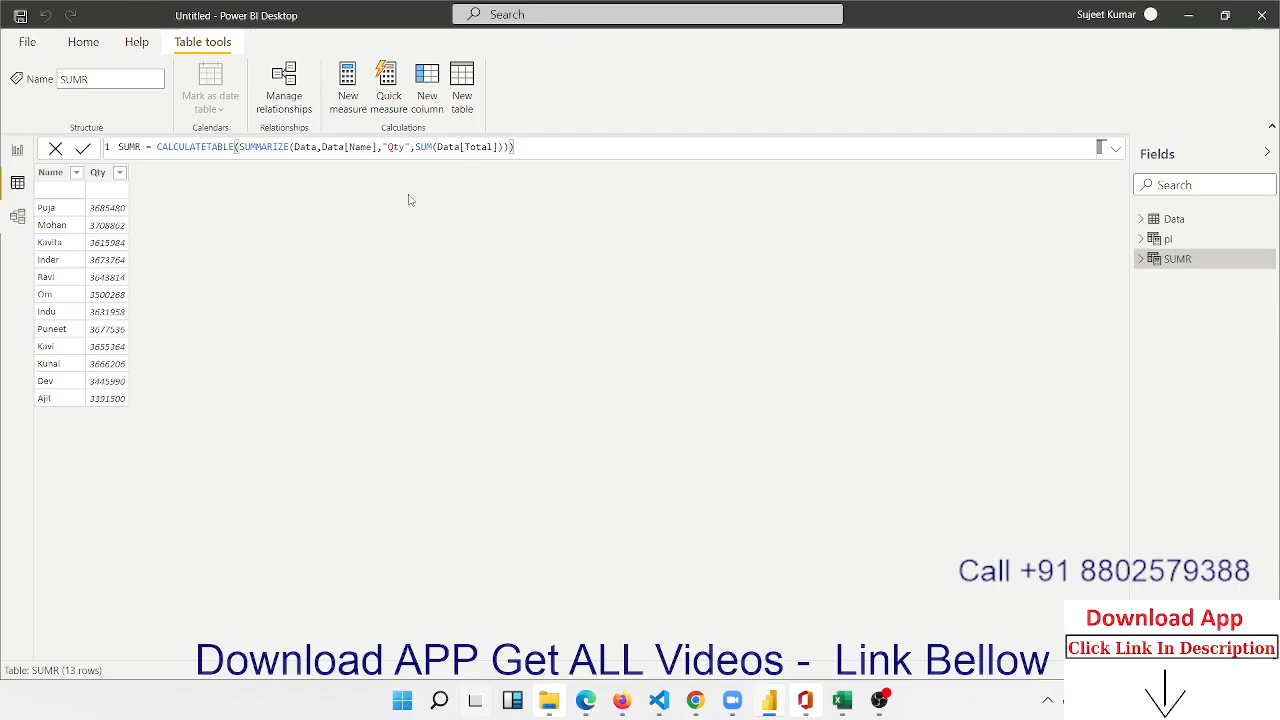 Untitled - Power BI Desktop
Search
Sujeet Kumar
File
Home
Help
Table tools
Name
SUMR
Mark as date
table
Manage
relationships
New
measure
Quick
measure
New
column
New
table
Structure
Calendars
Relationships
Calculations
1 SUMR = CALCULATETABLE(SUMMARIZE(Data,Data[Name],"Qty",SUM(Data[Total])))
Name Qty
Puja 3685480
Mohan 3708862
Kavita 3615984
Inder 3673764
Ravi 3643814
Om 3500268
Indu 3631958
Puneet 3677536
Kavi 3655364
Kunal 3666206
Dev 3445990
Ajit 3391500
Fields
Search
Data
pl
SUMR
Call +91 8802579388
Download App
Click Link In Description
Download APP Get ALL Videos - Link Bellow
Table: SUMR (13 rows)